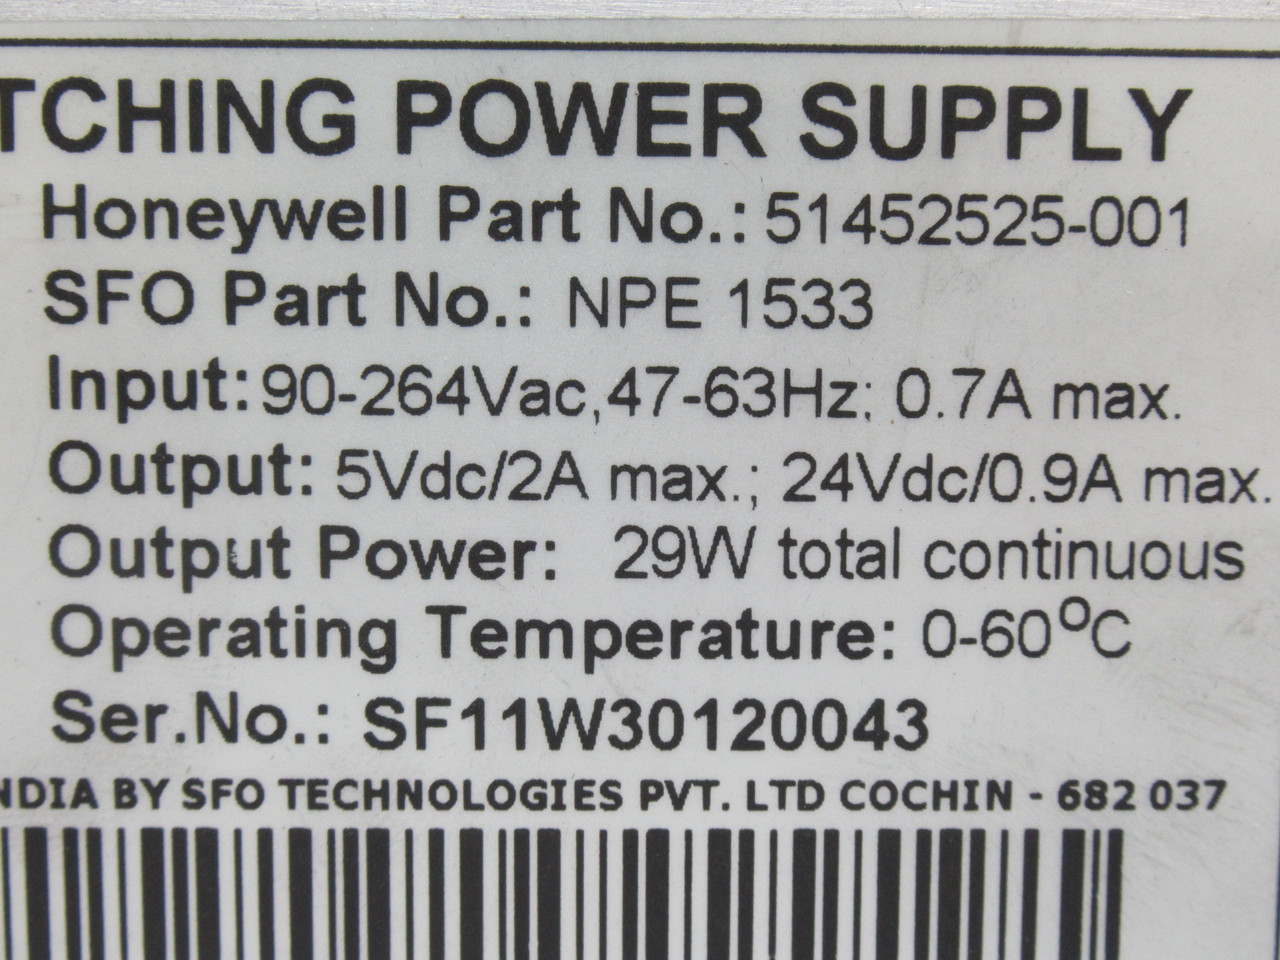 TCHING POWER SUPPLY
Honeywell Part No.: 51452525-001
SFO Part No.: NPE 1533
Input: 90-264Vac, 47-63Hz; 0.7A max.
Output: 5Vdc/2A max.; 24Vdc/0.9A max.
Output Power: 29W total continuous
Operating Temperature: 0-60°C
Ser.No.: SF11W30120043
NDIA BY SFO TECHNOLOGIES PVT. LTD COCHIN - 682 037